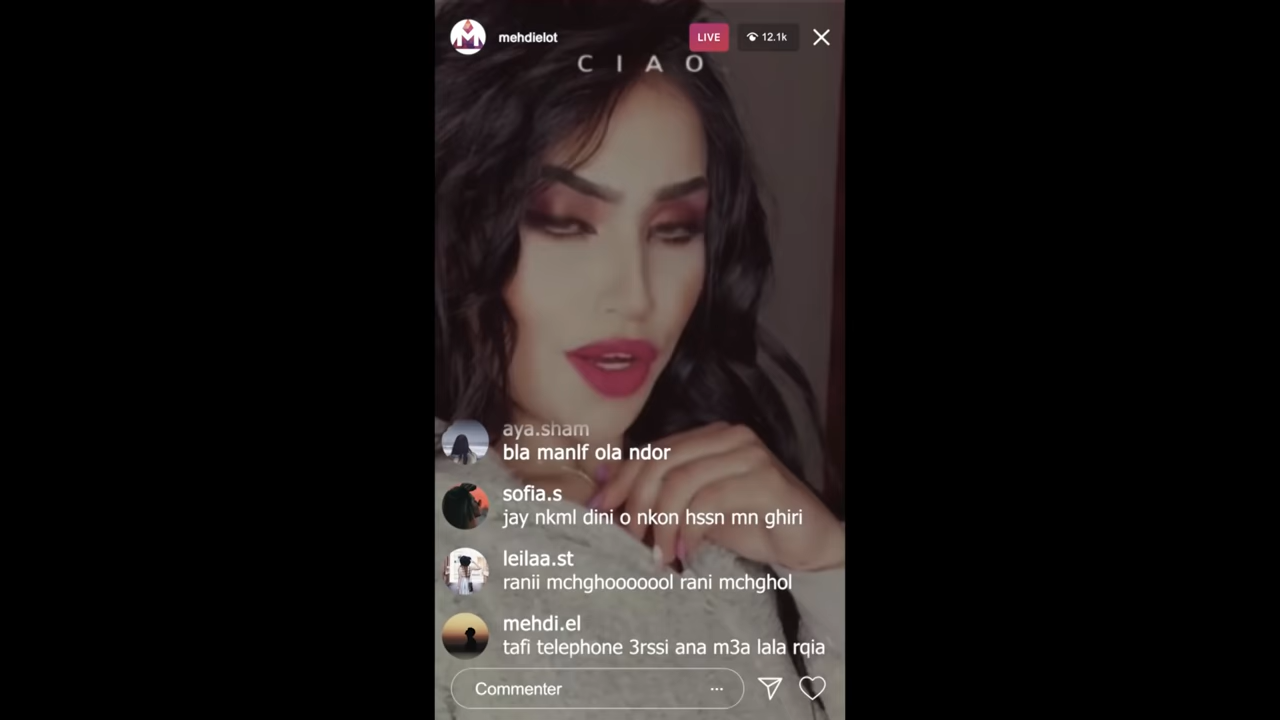 mehdielot
LIVE
12.1k
C I A O
aya.sham
bla manlf ola ndor
sofia.s
jay nkml dini o nkon hssn mn ghiri
leilaa.st
ranii mchghooooool rani mchghol
mehdi.el
tafi telephone 3rssi ana m3a lala rqia
Commenter